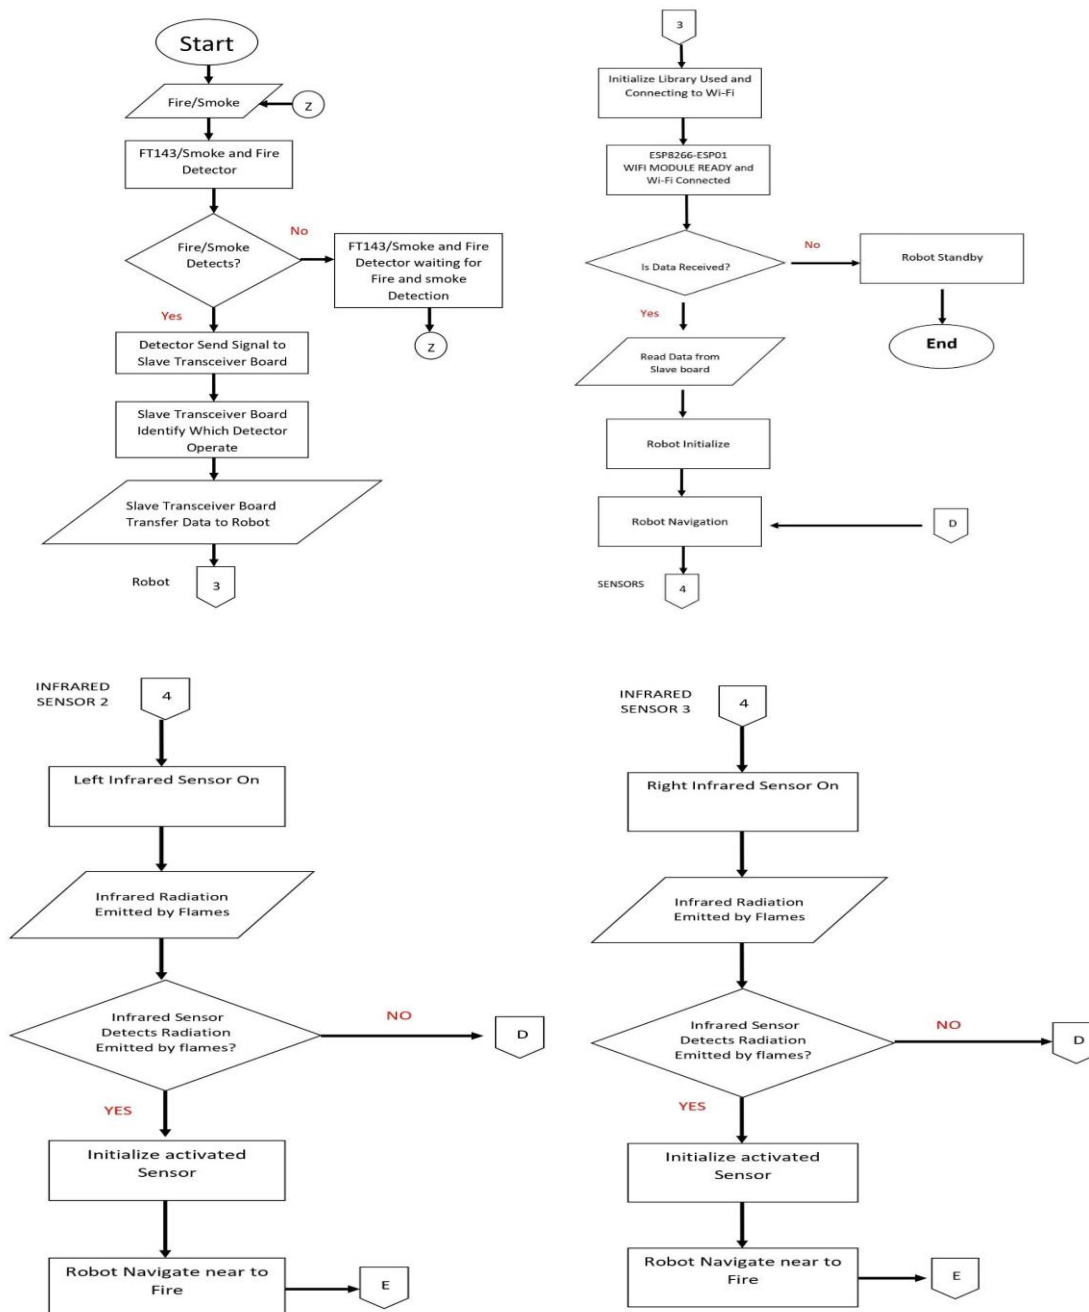 Start
Fire/Smoke
Z
FT143/Smoke and Fire
Detector
Fire/Smoke
Detects?
No
FT143/Smoke and Fire
Detector waiting for
Fire and smoke
Detection
Z
Yes
Detector Send Signal to
Slave Transceiver Board
Slave Transceiver Board
Identify Which Detector
Operate
Slave Transceiver Board
Transfer Data to Robot
Robot
3
3
Initialize Library Used and
Connecting to Wi-Fi
ESP8266-ESP01
WIFI MODULE READY and
Wi-Fi Connected
Is Data Received?
No
Robot Standby
End
Yes
Read Data from
Slave board
Robot Initialize
Robot Navigation
D
SENSORS
4
INFRARED
SENSOR 2
4
Left Infrared Sensor On
Infrared Radiation
Emitted by Flames
Infrared Sensor
Detects Radiation
Emitted by flames?
NO
D
YES
Initialize activated
Sensor
Robot Navigate near to
Fire
E
INFRARED
SENSOR 3
4
Right Infrared Sensor On
Infrared Radiation
Emitted by Flames
Infrared Sensor
Detects Radiation
Emitted by flames?
NO
D
YES
Initialize activated
Sensor
Robot Navigate near to
Fire
E